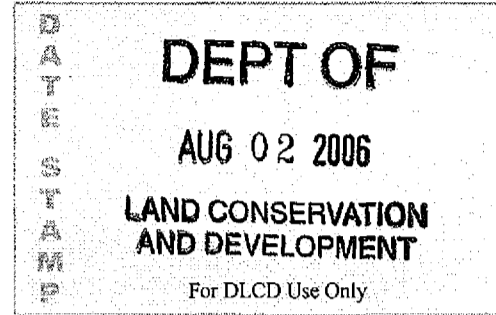 DATE STAMP
DEPT OF
AUG 02 2006
LAND CONSERVATION
AND DEVELOPMENT
For DLCD Use Only